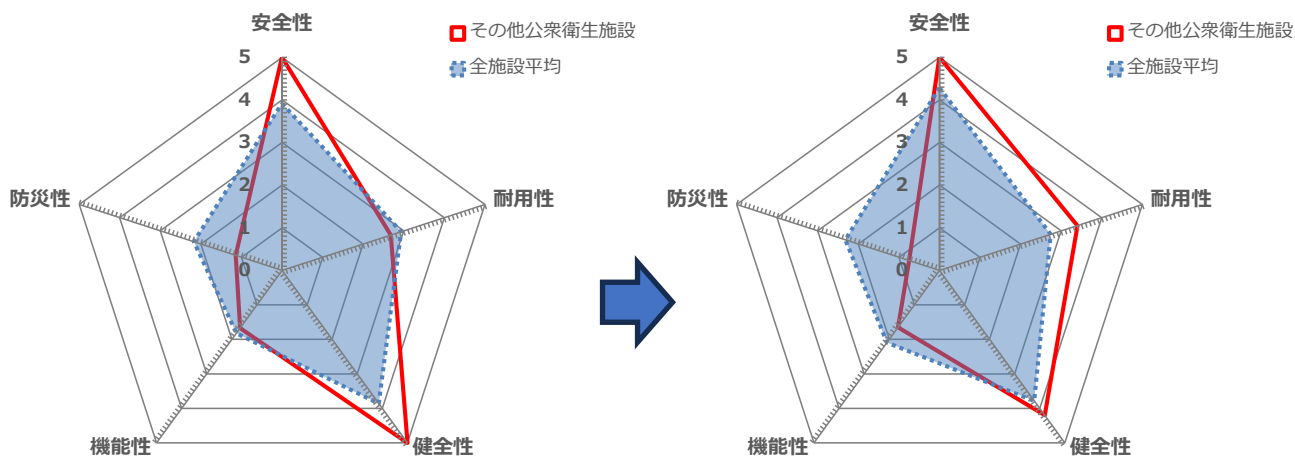 安全性
その他公衆衛生施設
全施設平均
5
4
3
2
1
0
防災性
耐用性
機能性
健全性
安全性
その他公衆衛生施設
全施設平均
5
4
3
2
1
0
防災性
耐用性
機能性
健全性